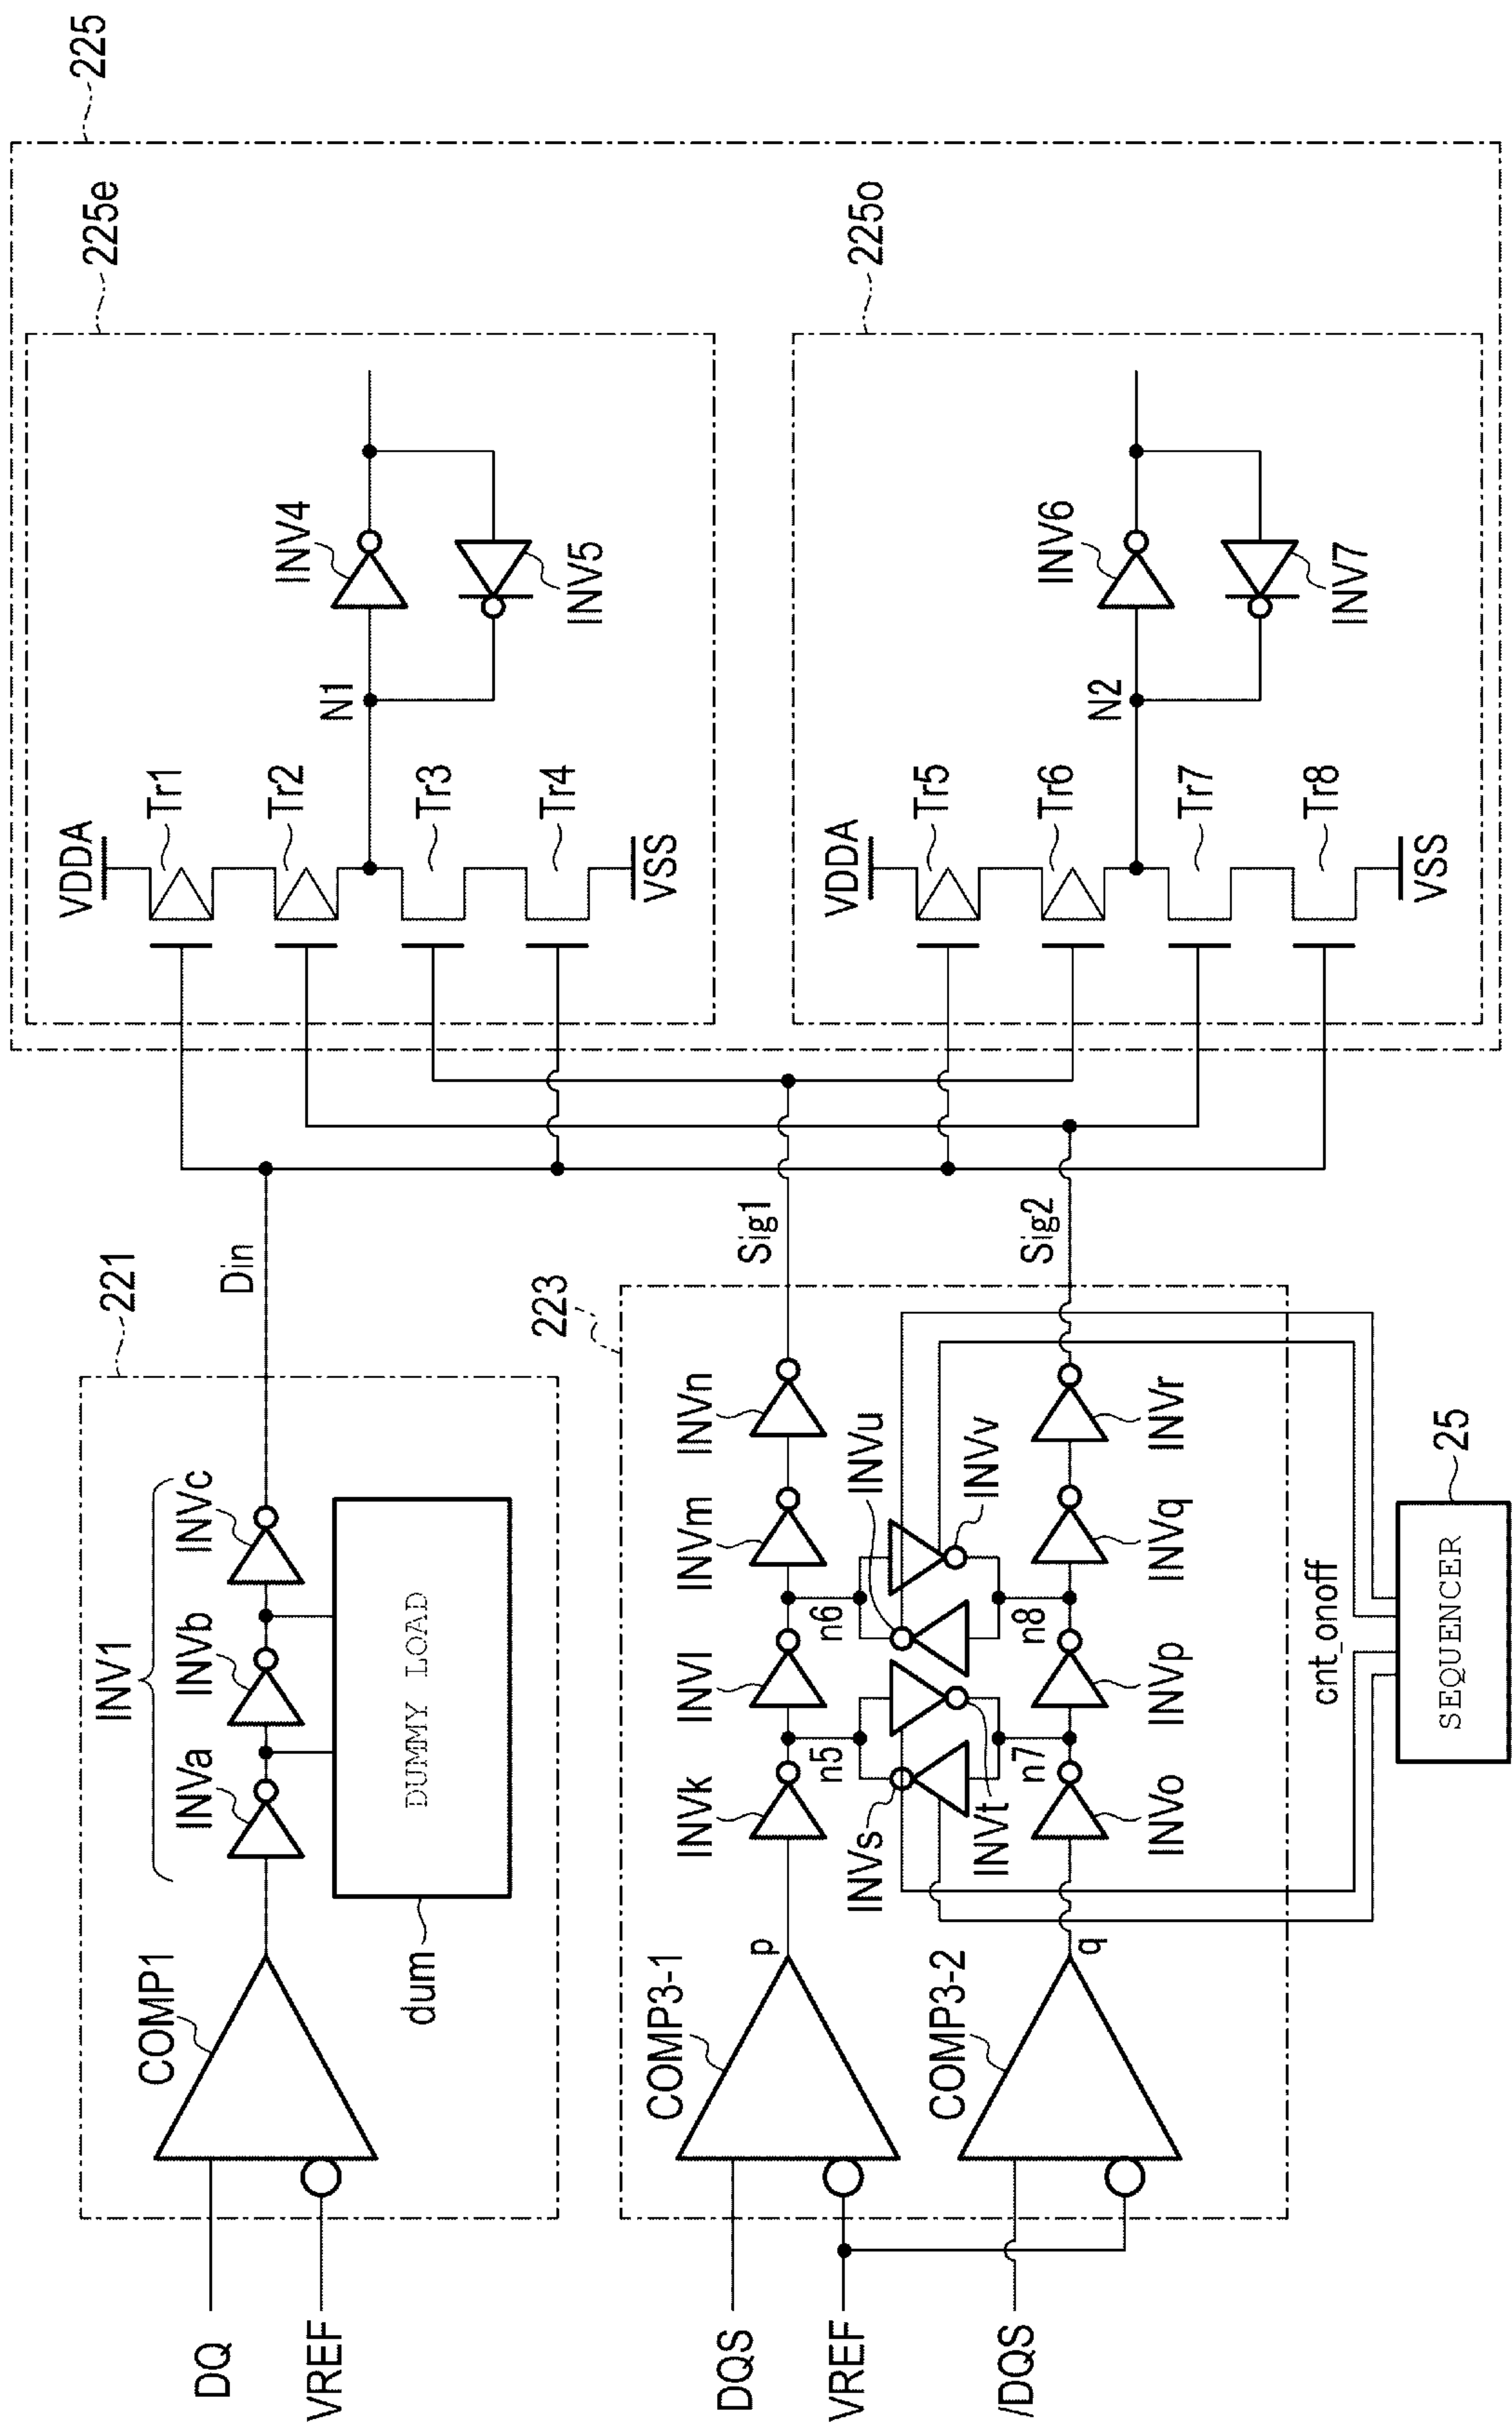 225
225e
VDDA
Tr1
Tr2
Tr3
Tr4
VSS
N1
INV4
INV5
225o
VDDA
Tr5
Tr6
Tr7
Tr8
VSS
N2
INV6
INV7
221
Din
INV1
INVa
INVb
INVc
COMP1
DUMMY LOAD
dum
DQ
VREF
223
Sig1
Sig2
COMP3-1
p
INVk
INVl
INVm
INVn
n5
n6
INVs
INVt
INVu
INVv
n7
n8
COMP3-2
q
INVo
INVp
INVq
INVr
DQS
VREF
/DQS
cnt_onoff
SEQUENCER
25